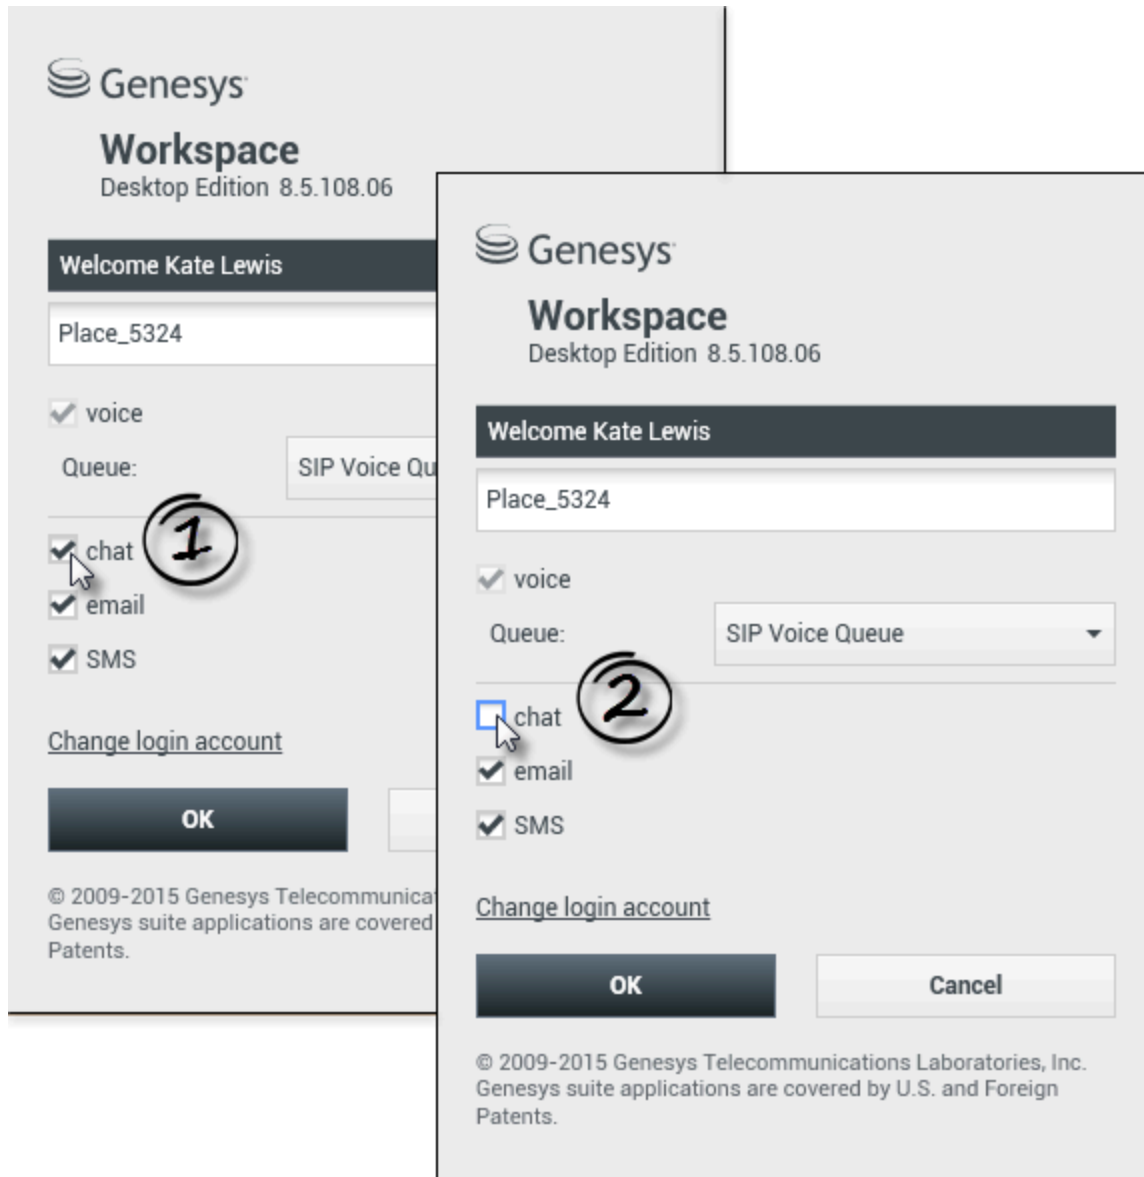 Genesys
Workspace
Desktop Edition 8.5.108.06
Welcome Kate Lewis
Place_5324
voice
Queue: SIP Voice Qu
chat 1
email
SMS
Change login account
OK
© 2009-2015 Genesys Telecommunica
Genesys suite applications are covered
Patents.
Genesys
Workspace
Desktop Edition 8.5.108.06
Welcome Kate Lewis
Place_5324
voice
Queue: SIP Voice Queue
chat 2
email
SMS
Change login account
OK Cancel
© 2009-2015 Genesys Telecommunications Laboratories, Inc.
Genesys suite applications are covered by U.S. and Foreign
Patents.